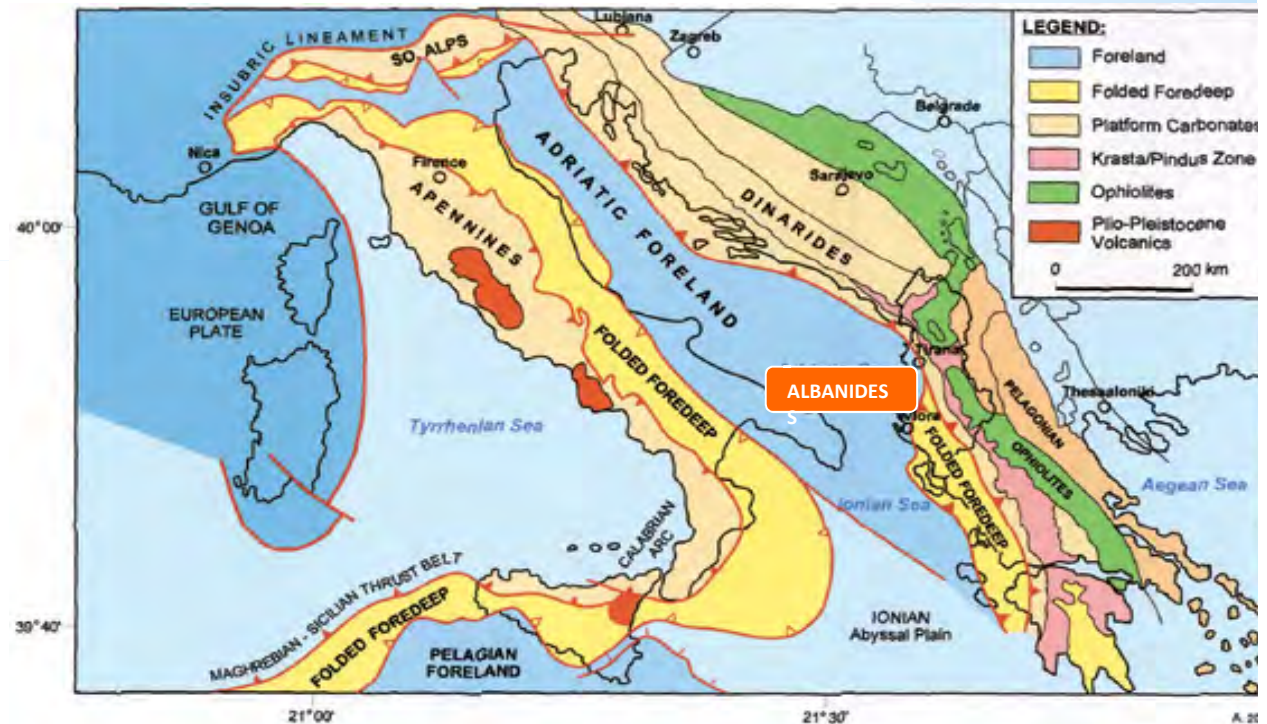 INSUBRIC LINEAMENT
SO. ALPS
Lubjana
Zagreb
LEGEND:
Foreland
Folded Foredeep
Platform Carbonates
Krasta/Pindus Zone
Ophiolites
Plio-Pleistocene
Volcanics
0 200 km
Belgrade
Nica
Firence
Sarajevo
ADRIATIC FORELAND
DINARIDES
APENNINES
GULF OF
GENOA
40°00'
EUROPEAN
PLATE
FOLDED FOREDEEP
Tirana
ALBANIDES
S
Vlora
PELAGONIAN
Thessaloniki
Tyrrhenian Sea
FOLDED FOREDEEP
OPHIOLITES
Aegean Sea
Ionian Sea
CALABRIAN
ARC
MAGHREBIAN - SICILIAN THRUST BELT
FOLDED FOREDEEP
39°40'
PELAGIAN
FORELAND
IONIAN
Abyssal Plain
21°00'
21°30'